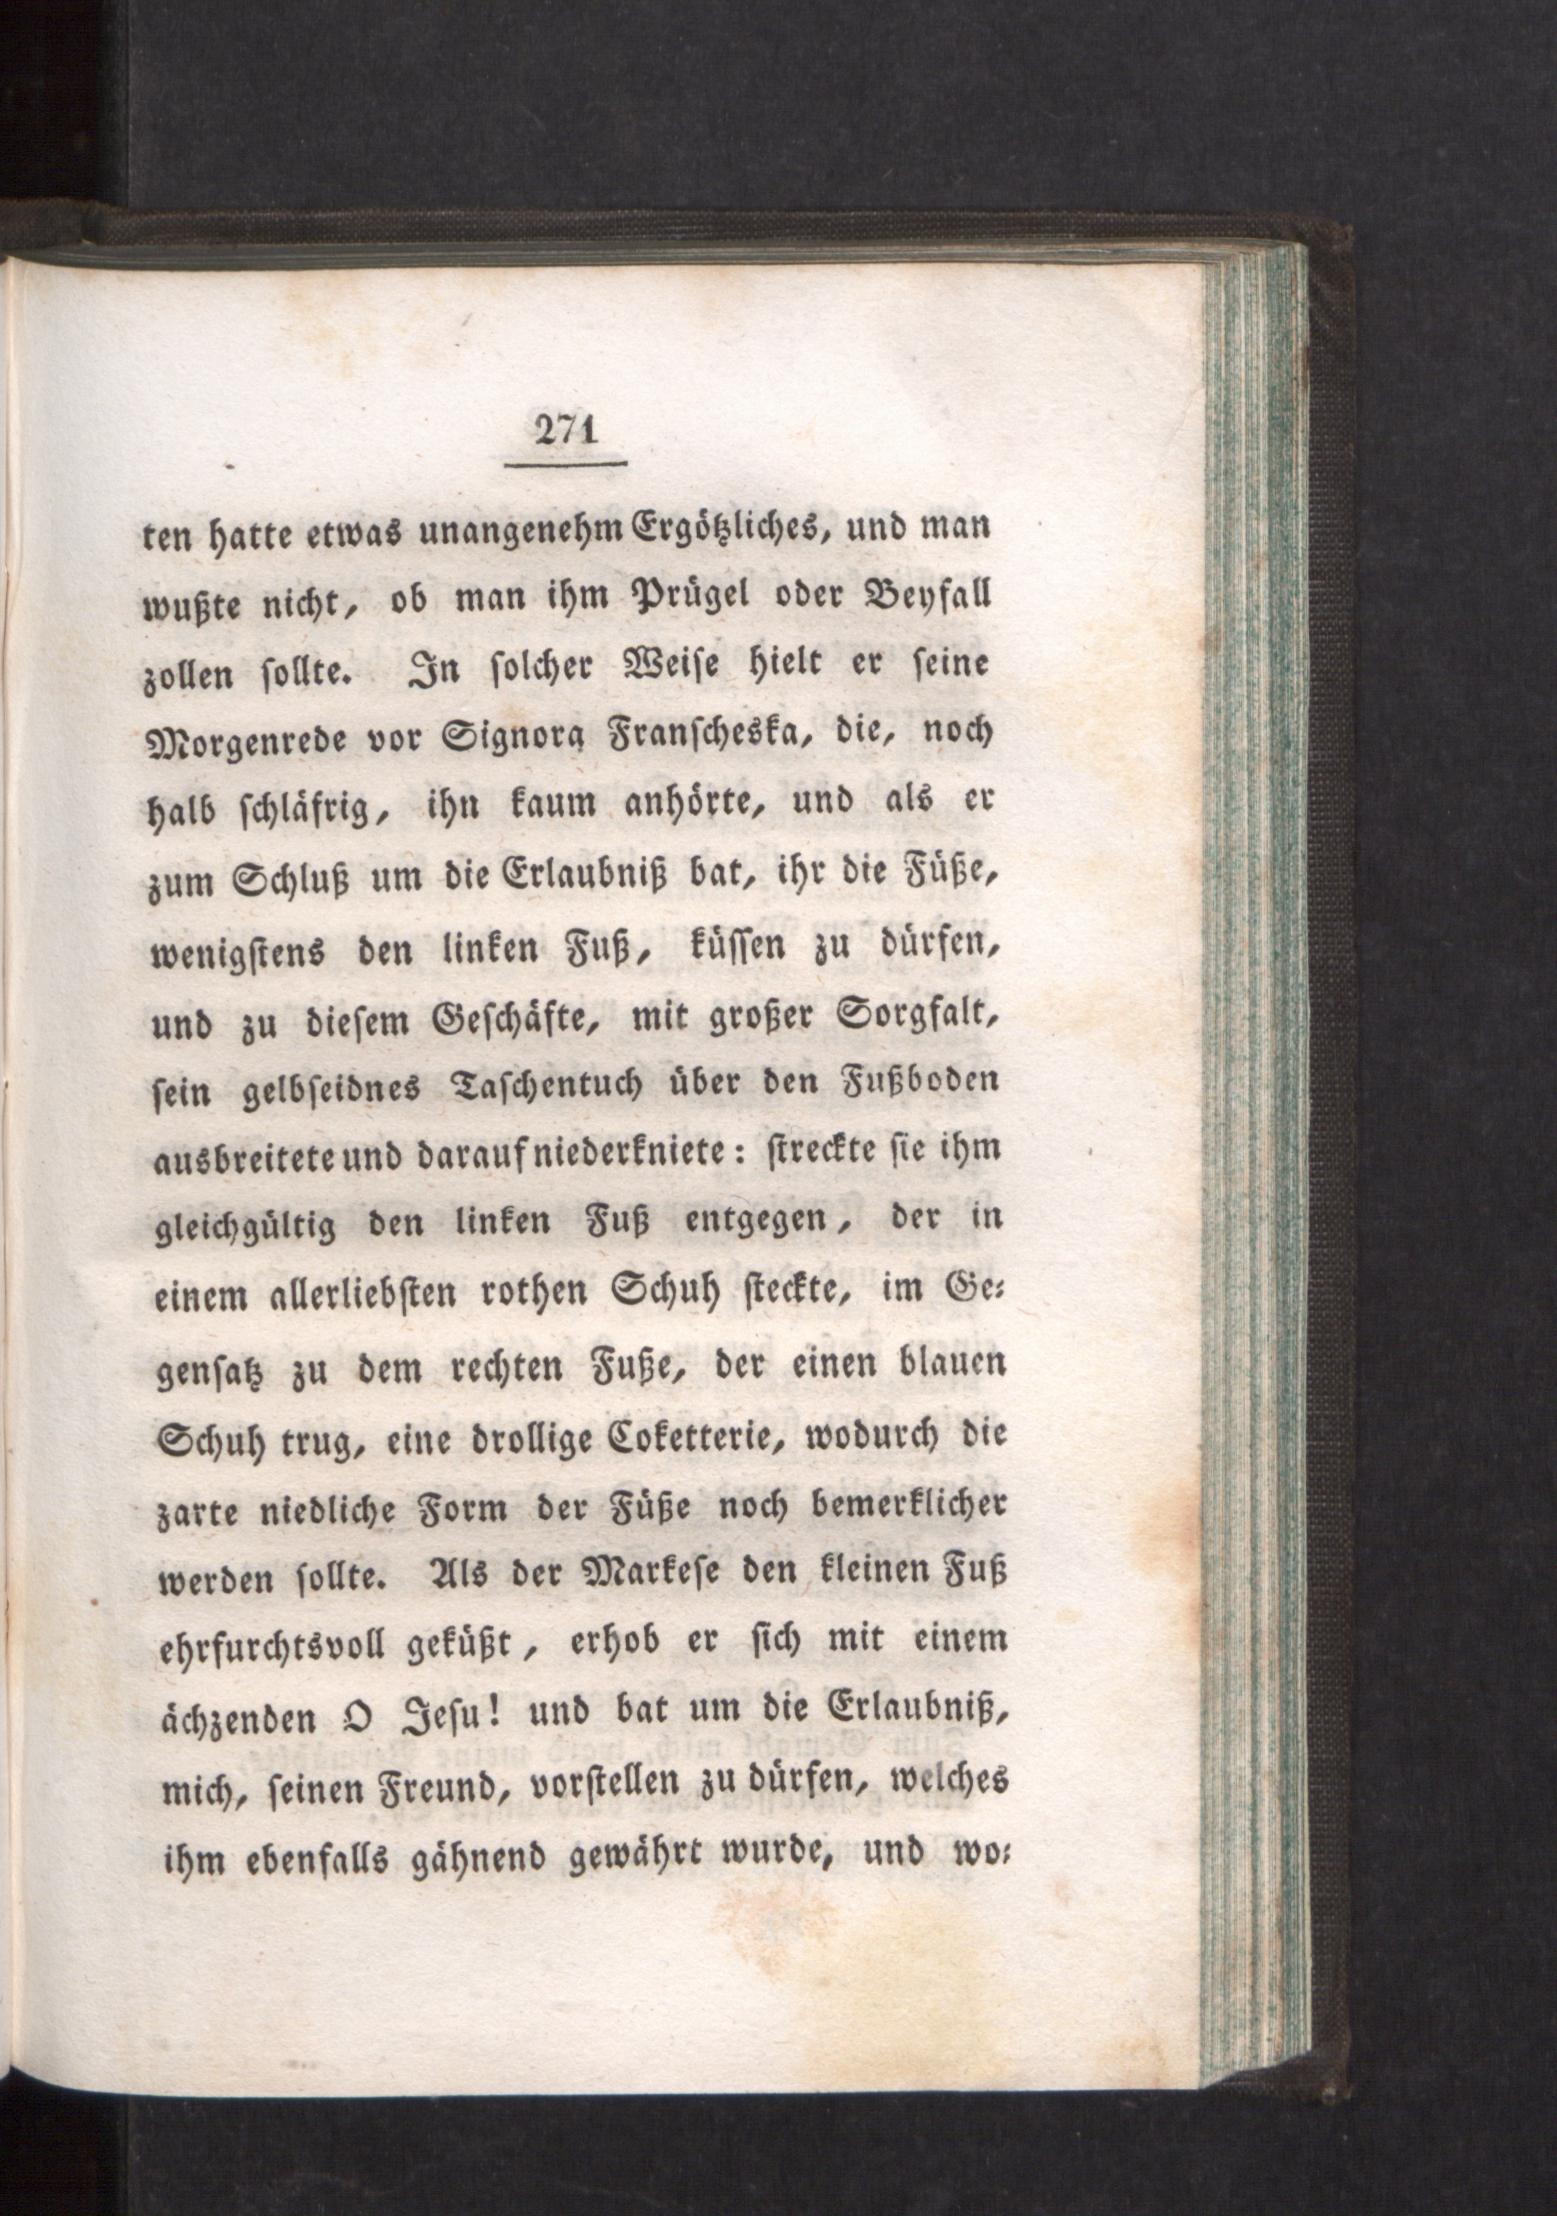 271
ten hatte etwas unangenehm Ergötzliches, und man
wußte nicht, ob man ihm Prügel oder Beyfall
zollen ſollte. In ſolcher Weiſe hielt er ſeine
Morgenrede vor Signora Franſcheska, die, noch
halb ſchläfrig, ihn kaum anhörte, und als er
zum Schluß um die Erlaubniß bat, ihr die Füße,
wenigſtens den linken Fuß, küſſen zu dürfen,
und zu dieſem Geſchäfte, mit großer Sorgfalt,
ſein gelbſeidnes Taſchentuch über den Fußboden
ausbreitete und darauf niederkniete: ſtreckte ſie ihm
gleichgültig den linken Fuß entgegen, der in
einem allerliebſten rothen Schuh ſteckte, im Ge⸗
genſatz zu dem rechten Fuße, der einen blauen
Schuh trug, eine drollige Coketterie, wodurch die
zarte niedliche Form der Füße noch bemerklicher
werden ſollte. Als der Markeſe den kleinen Fuß
ehrfurchtsvoll geküßt, erhob er ſich mit einem
ächzenden O Jeſu! und bat um die Erlaubniß,
mich, ſeinen Freund, vorſtellen zu dürfen, welches
ihm ebenfalls gähnend gewährt wurde, und wo⸗